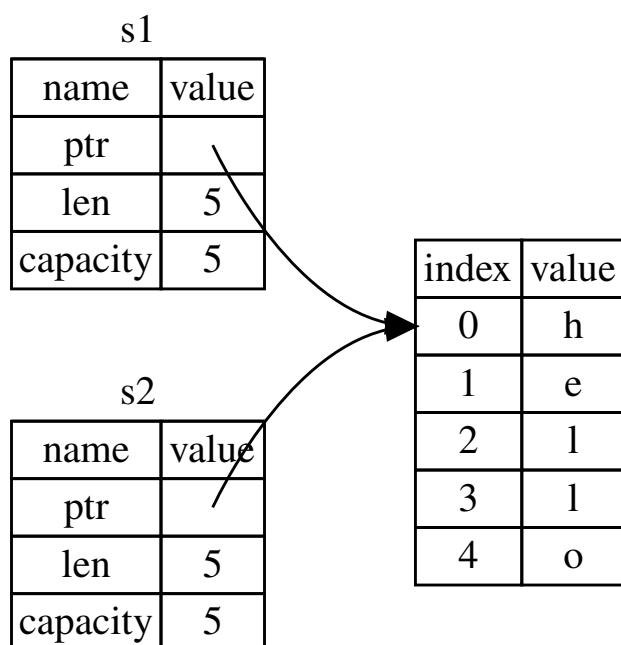 s1
name value
ptr
len 5
capacity 5
s2
name value
ptr
len 5
capacity 5
index value
0 h
1 e
2 l
3 l
4 o